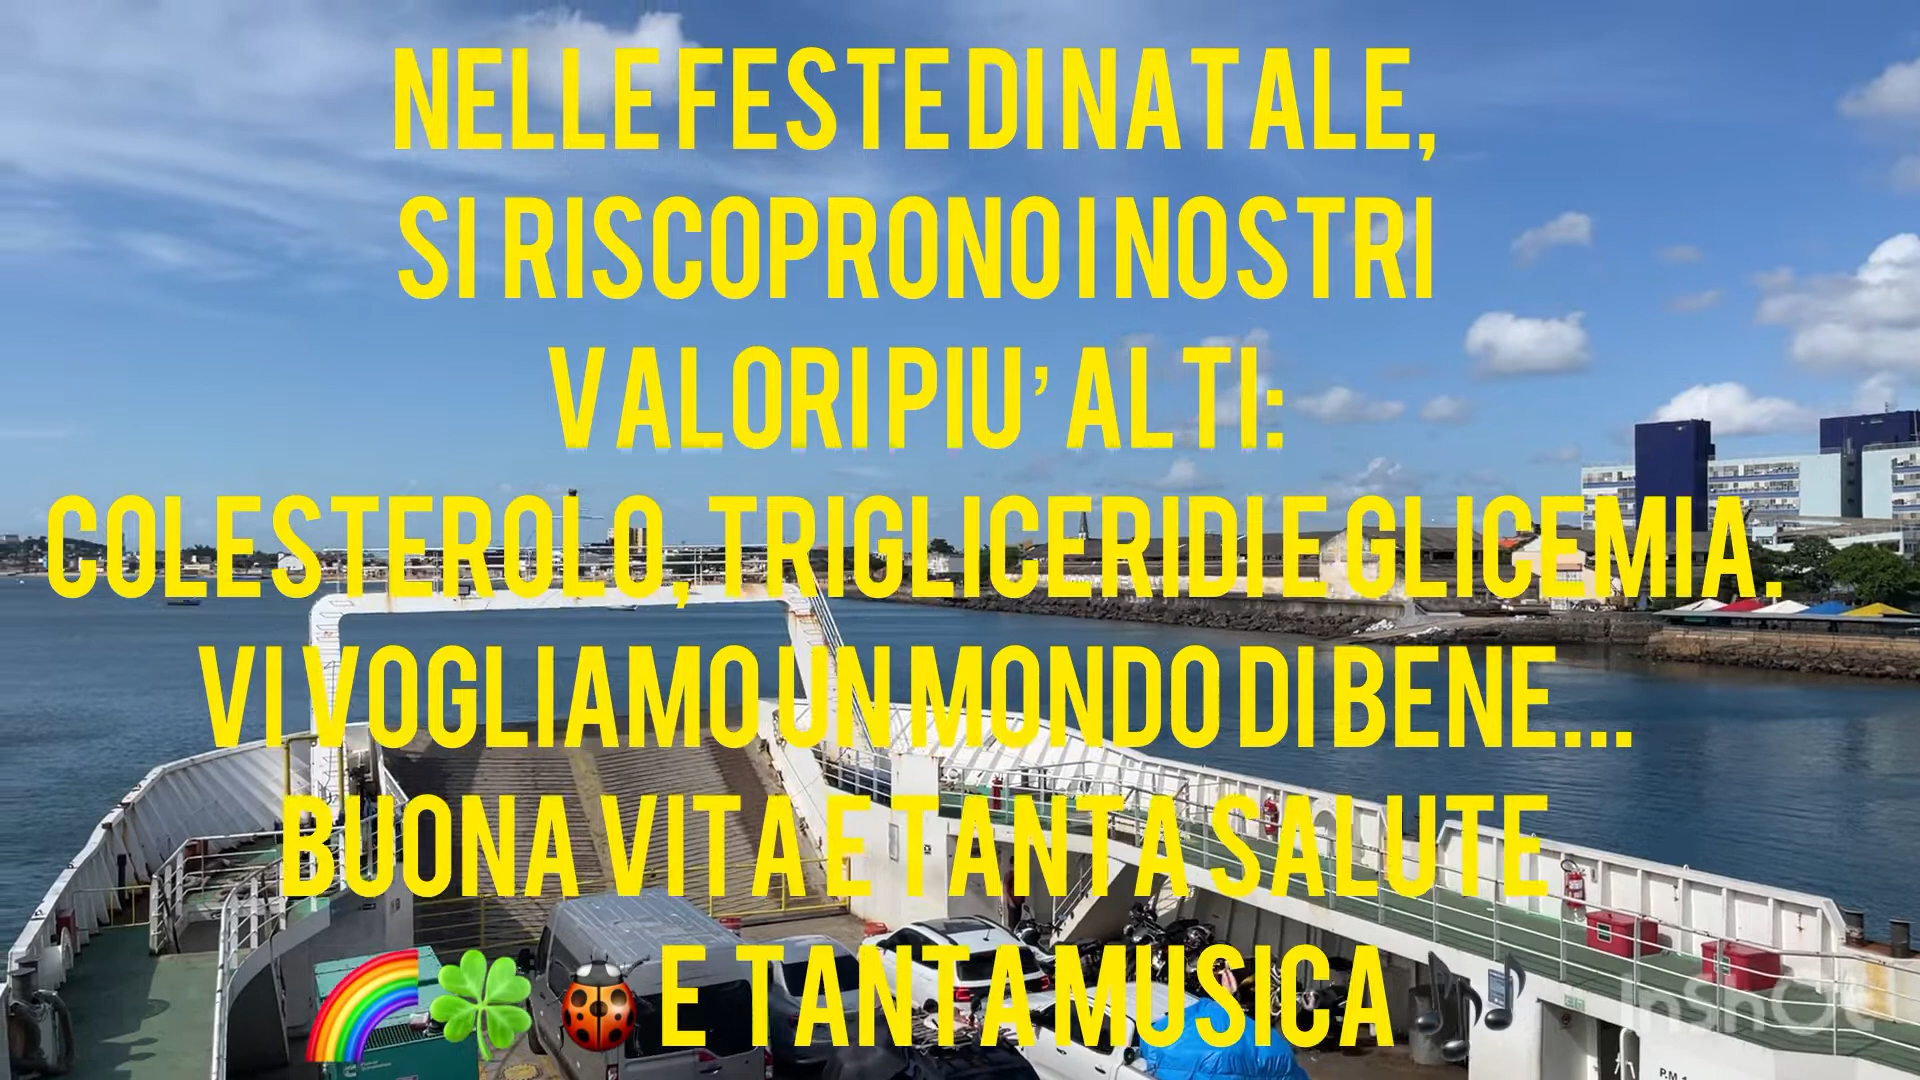 NELLE FESTE DI NATALE,
SI RISCOPRONO I NOSTRI
VALORI PIU’ ALTI:
COLESTEROLO, TRIGLICERIDI E GLICEMIA.
VI VOGLIAMO UN MONDO DI BENE...
BUONA VITA E TANTA SALUTE
🌈🍀🐞 E TANTA MUSICA 🎶
InShOt